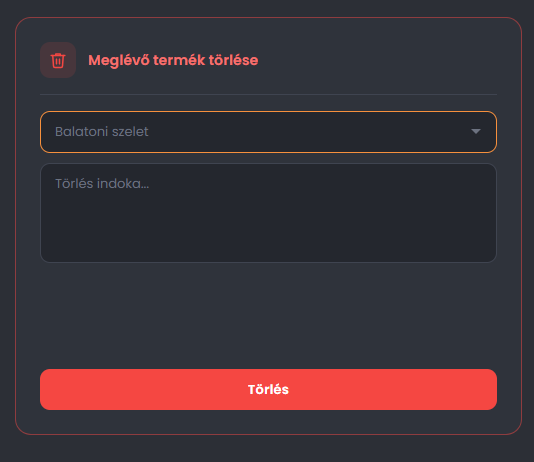 Meglévő termék törlése
Balatoni szelet
Törlés indoka...
Törlés